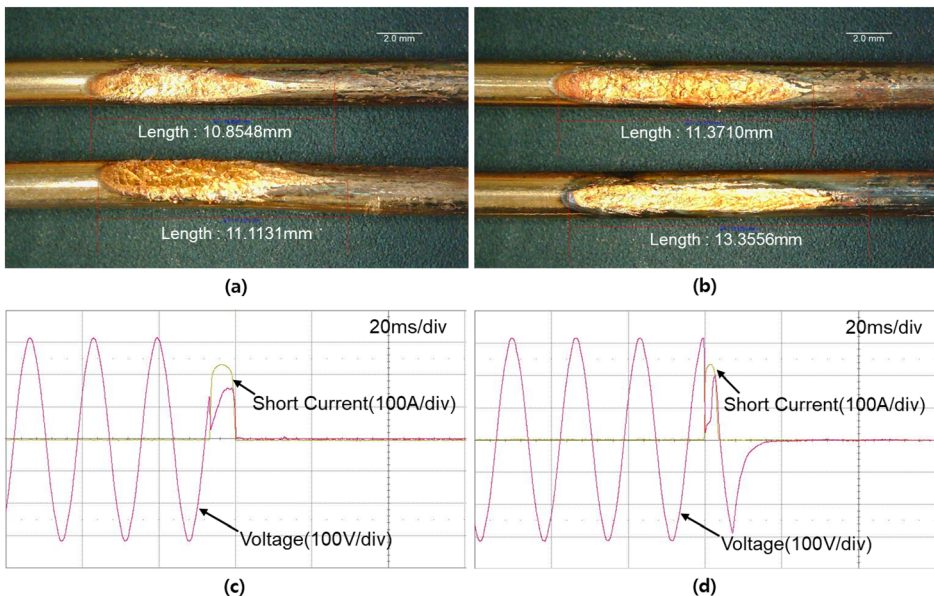 2.0 mm
Length : 10.8548mm
Length : 11.1131mm
(a)
2.0 mm
Length : 11.3710mm
Length : 13.3556mm
(b)
20ms/div
Short Current(100A/div)
Voltage(100V/div)
(c)
20ms/div
Short Current(100A/div)
Voltage(100V/div)
(d)